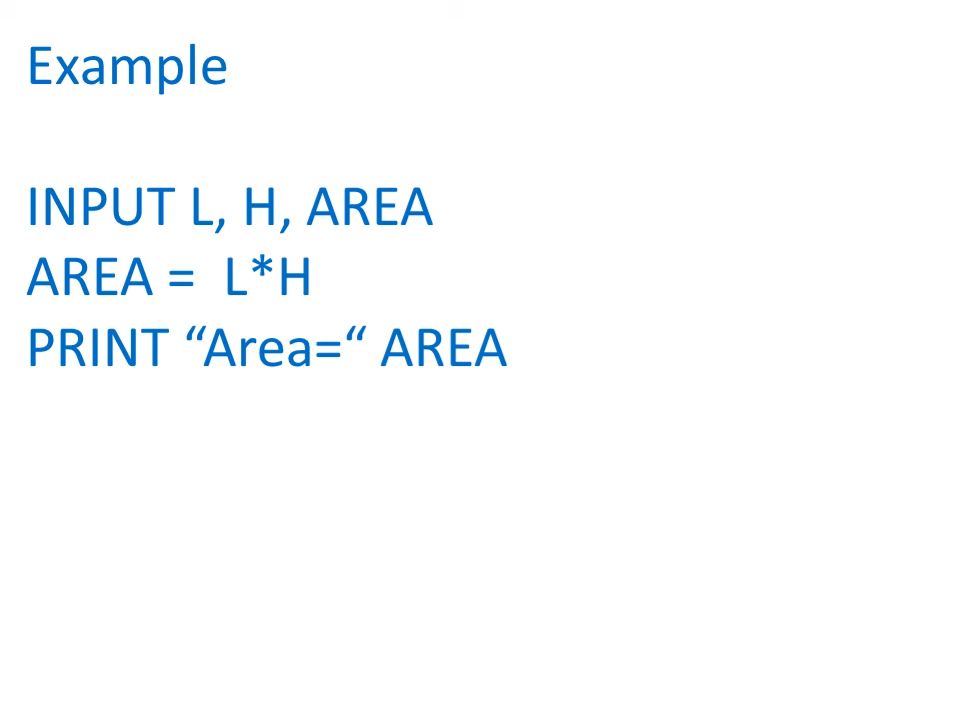 Example
INPUT L, H, AREA
AREA =  L*H
PRINT “Area=“ AREA